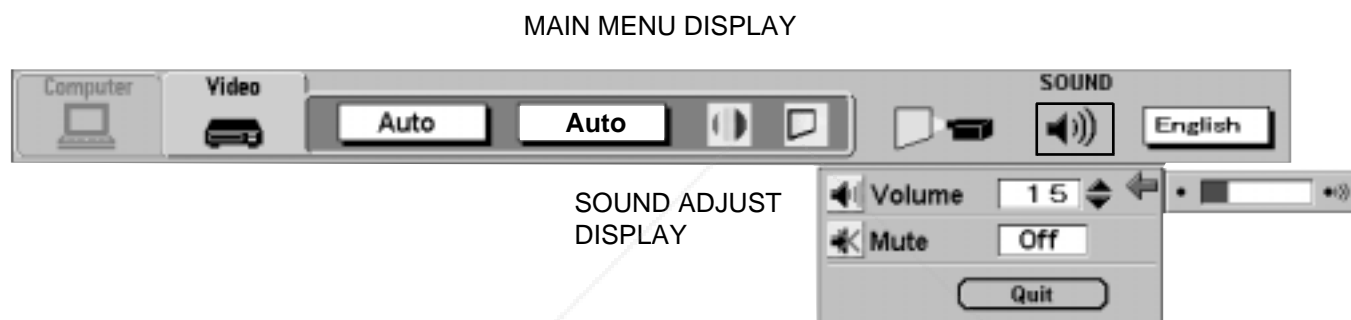 MAIN MENU DISPLAY
Computer Video SOUND
Auto Auto English
SOUND ADJUST
DISPLAY
Volume 15
Mute Off
Quit